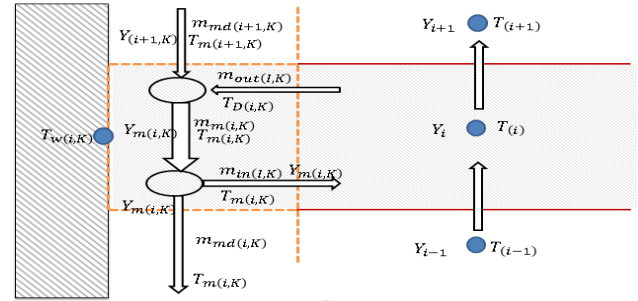 m_{md(i+1,K)}
Y_{(i+1,K)} T_{m(i+1,K)}
Y_{i+1} T_{(i+1)}
m_{out(I,K)}
T_{D(i,K)}
T_{w(i,K)} Y_{m(i,K)} m_{m(i,K)}
T_{m(i,K)}
Y_i T_{(i)}
m_{in(I,K)} Y_{m(i,K)}
Y_{m(i,K)} T_{m(i,K)}
m_{md(i,K)}
Y_{i-1} T_{(i-1)}
T_{m(i,K)}